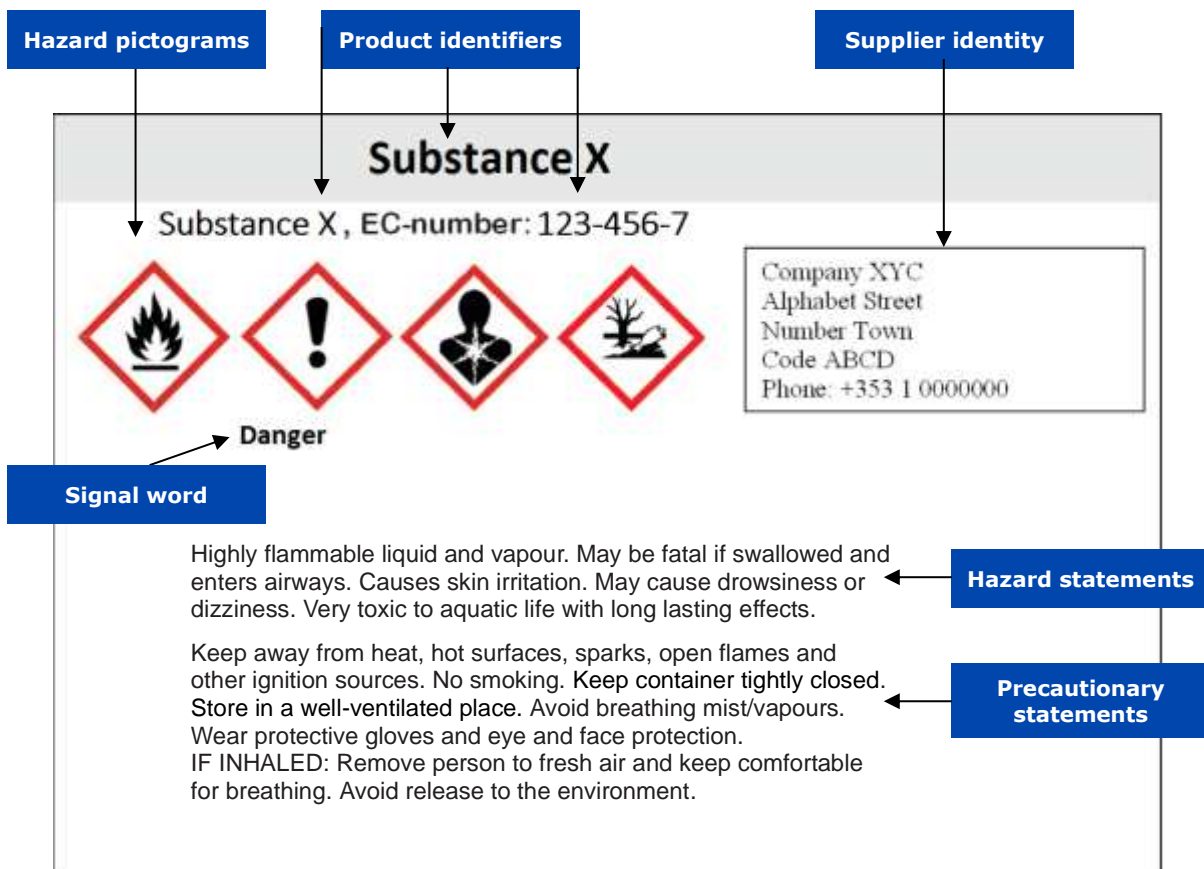 Hazard pictograms
Product identifiers
Supplier identity
Substance X
Substance X, EC-number: 123-456-7
Company XYC
Alphabet Street
Number Town
Code ABCD
Phone: +353 1 0000000
Danger
Signal word
Highly flammable liquid and vapour. May be fatal if swallowed and
enters airways. Causes skin irritation. May cause drowsiness or
dizziness. Very toxic to aquatic life with long lasting effects.
Hazard statements
Keep away from heat, hot surfaces, sparks, open flames and
other ignition sources. No smoking. Keep container tightly closed.
Store in a well-ventilated place. Avoid breathing mist/vapours.
Wear protective gloves and eye and face protection.
IF INHALED: Remove person to fresh air and keep comfortable
for breathing. Avoid release to the environment.
Precautionary
statements